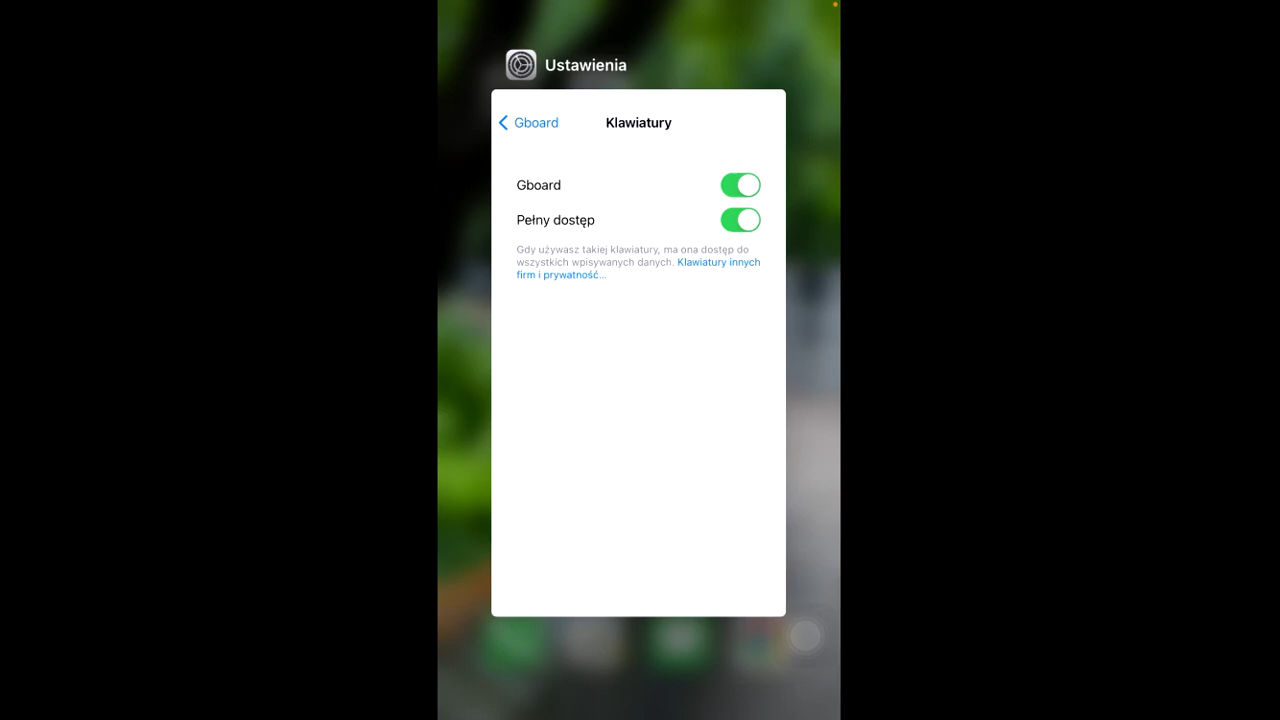 Ustawienia
Gboard
Klawiatury
Gboard
Pełny dostęp
Gdy używasz takiej klawiatury, ma ona dostęp do
wszystkich wpisywanych danych. Klawiatury innych
firm i prywatność...